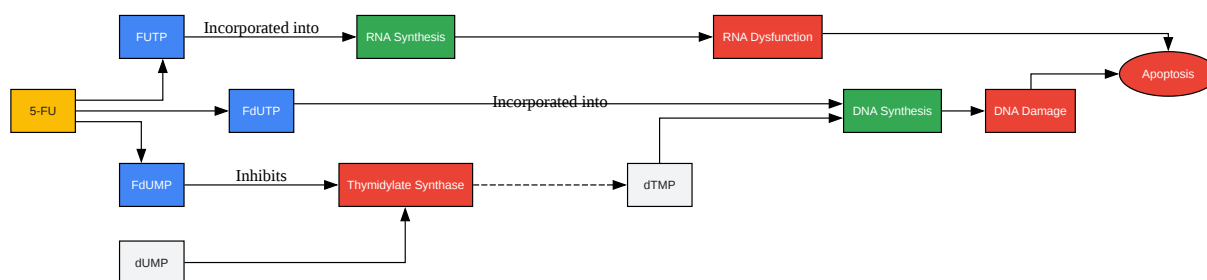 FUTP
Incorporated into
RNA Synthesis
RNA Dysfunction
Apoptosis
5-FU
FdUTP
Incorporated into
DNA Synthesis
DNA Damage
FdUMP
Inhibits
Thymidylate Synthase
dTMP
dUMP